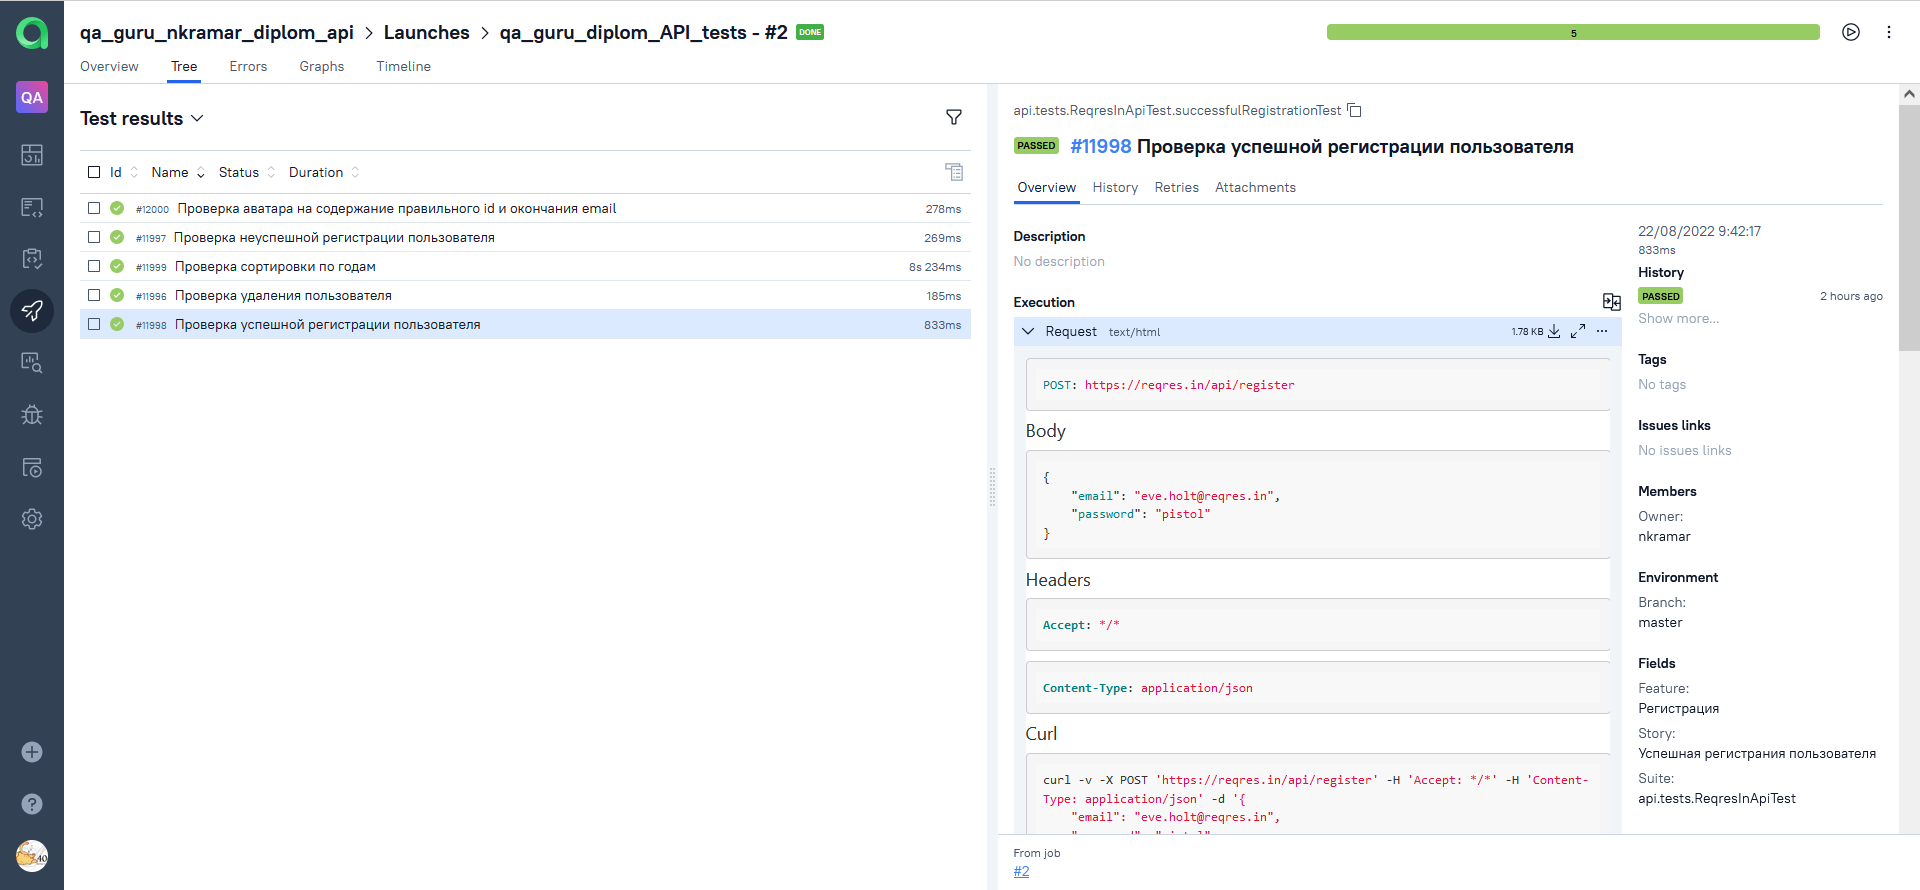 qa_guru_nkramar_diplom_api > Launches > qa_guru_diplom_API_tests - #2 DONE
5
Overview Tree Errors Graphs Timeline
QA
Test results
Id Name Status Duration
#12000 Проверка аватара на содержание правильного id и окончания email 278ms
#11997 Проверка неуспешной регистрации пользователя 269ms
#11999 Проверка сортировки по годам 8s 234ms
#11996 Проверка удаления пользователя 185ms
#11998 Проверка успешной регистрации пользователя 833ms
api.tests.ReqresInApiTest.successfulRegistrationTest
PASSED #11998 Проверка успешной регистрации пользователя
Overview History Retries Attachments
Description
No description
Execution
Request text/html 1.78 KB
POST: https://reqres.in/api/register
Body
{
"email": "eve.holt@reqres.in",
"password": "pistol"
}
Headers
Accept: */*
Content-Type: application/json
Curl
curl -v -X POST 'https://reqres.in/api/register' -H 'Accept: */*' -H 'Content-
Type: application/json' -d '{
"email": "eve.holt@reqres.in",
22/08/2022 9:42:17
833ms
History
PASSED 2 hours ago
Show more...
Tags
No tags
Issues links
No issues links
Members
Owner:
nkramar
Environment
Branch:
master
Fields
Feature:
Регистрация
Story:
Успешная регистрания пользователя
Suite:
api.tests.ReqresInApiTest
From job
#2